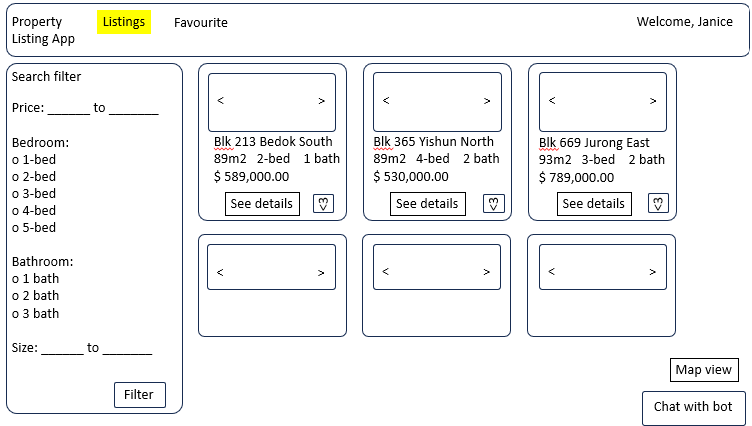 Property
Listing App
Listings
Favourite
Welcome, Janice
Search filter
Price: ______ to _______
Bedroom:
o 1-bed
o 2-bed
o 3-bed
o 4-bed
o 5-bed
Bathroom:
o 1 bath
o 2 bath
o 3 bath
Size: ______ to _______
Filter
< >
Blk 213 Bedok South
89m2 2-bed 1 bath
$ 589,000.00
See details
<3
< >
Blk 365 Yishun North
89m2 4-bed 2 bath
$ 530,000.00
See details
<3
< >
Blk 669 Jurong East
93m2 3-bed 2 bath
$ 789,000.00
See details
<3
< >
< >
< >
Map view
Chat with bot